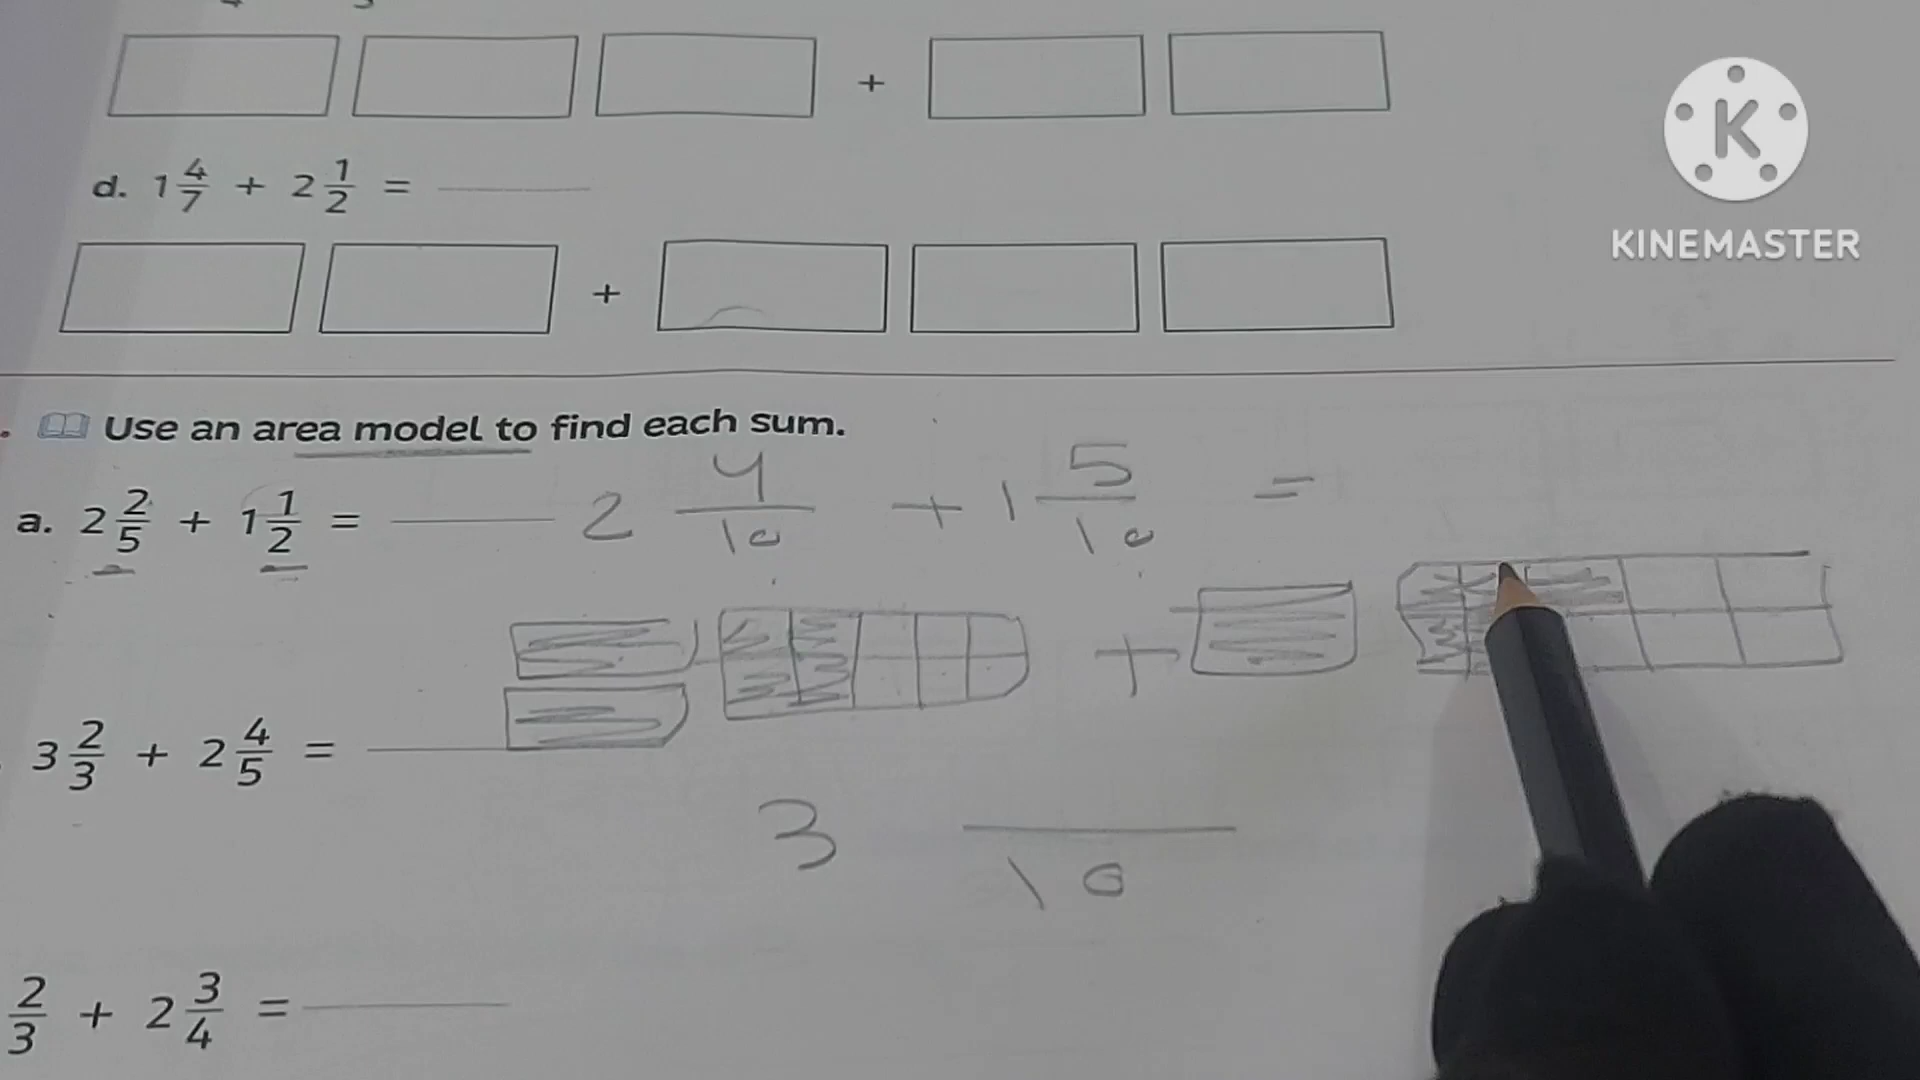 +
K
KINEMASTER
d. 1 4/7 + 2 1/2 =
+
Use an area model to find each sum.
a. 2 2/5 + 1 1/2 = 2 4/10 + 1 5/10 =
+
3 2/3 + 2 4/5 =
3 /10
2/3 + 2 3/4 =